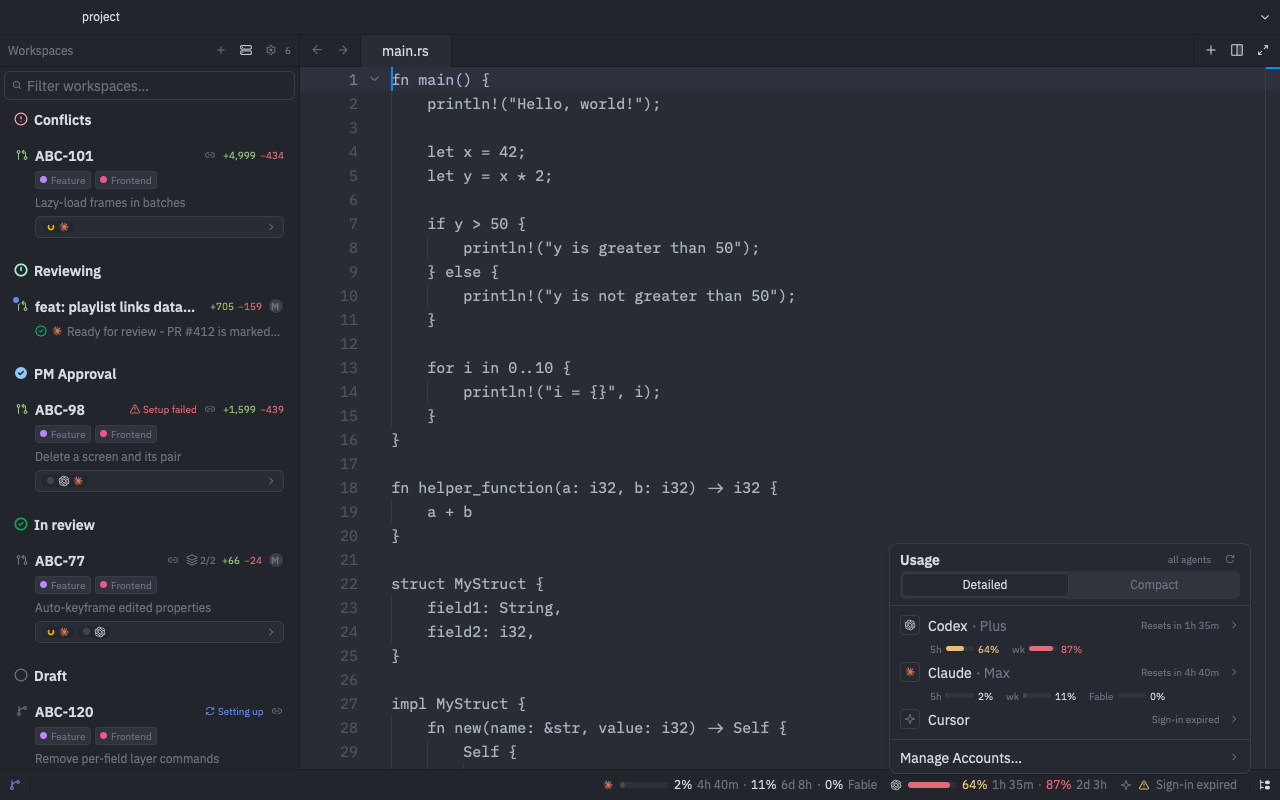 project
Workspaces
6
main.rs
Filter workspaces...
Conflicts
ABC-101
+4,999 −434
Feature
Frontend
Lazy-load frames in batches
Reviewing
feat: playlist links data...
+705 −159
M
Ready for review - PR #412 is marked...
PM Approval
ABC-98
Setup failed
+1,599 −439
Feature
Frontend
Delete a screen and its pair
In review
ABC-77
2/2
+66 −24
M
Feature
Frontend
Auto-keyframe edited properties
Draft
ABC-120
Setting up
Feature
Frontend
Remove per-field layer commands
1 fn main() {
2 println!("Hello, world!");
3
4 let x = 42;
5 let y = x * 2;
6
7 if y > 50 {
8 println!("y is greater than 50");
9 } else {
10 println!("y is not greater than 50");
11 }
12
13 for i in 0..10 {
14 println!("i = {}", i);
15 }
16 }
17
18 fn helper_function(a: i32, b: i32) -> i32 {
19 a + b
20 }
21
22 struct MyStruct {
23 field1: String,
24 field2: i32,
25 }
26
27 impl MyStruct {
28 fn new(name: &str, value: i32) -> Self {
29 Self {
Usage
all agents
Detailed
Compact
Codex · Plus
Resets in 1h 35m
5h 64% wk 87%
Claude · Max
Resets in 4h 40m
5h 2% wk 11% Fable 0%
Cursor
Sign-in expired
Manage Accounts...
2% 4h 40m · 11% 6d 8h · 0% Fable
64% 1h 35m · 87% 2d 3h
Sign-in expired